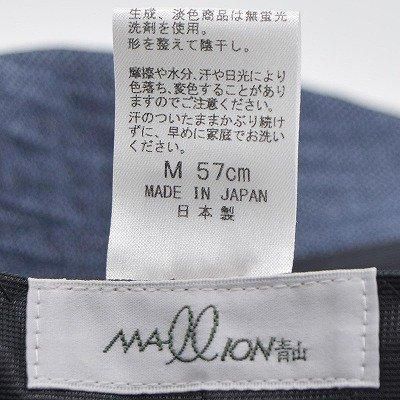 生成、淡色商品は無蛍光
洗剤を使用。
形を整えて陰干し。
摩擦や水分、汗や日光により
色落ち、変色することがあり
ますのでご注意ください。
汗のついたままかぶり続け
ずに、早めに家庭でお洗い
ください。
M 57cm
MADE IN JAPAN
日本製
MALLION青山